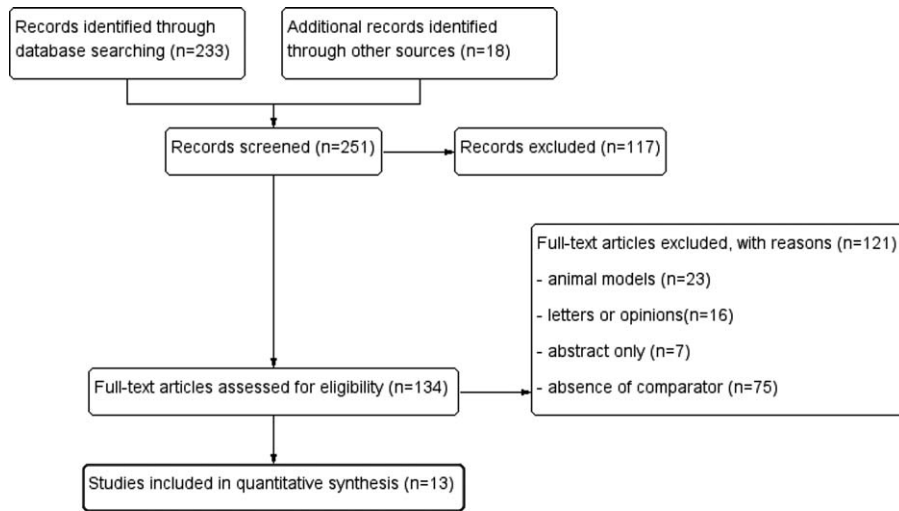 Records identified through
database searching (n=233)
Additional records identified
through other sources (n=18)
Records screened (n=251)
Records excluded (n=117)
Full-text articles excluded, with reasons (n=121)
- animal models (n=23)
- letters or opinions(n=16)
- abstract only (n=7)
- absence of comparator (n=75)
Full-text articles assessed for eligibility (n=134)
Studies included in quantitative synthesis (n=13)